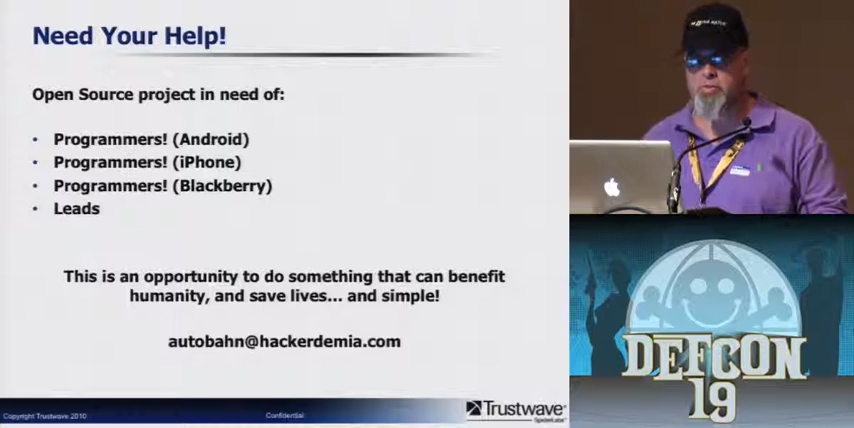 Need Your Help!
Open Source project in need of:
• Programmers! (Android)
• Programmers! (iPhone)
• Programmers! (Blackberry)
• Leads
This is an opportunity to do something that can benefit
humanity, and save lives... and simple!
autobahn@hackerdemia.com
Copyright Trustwave 2010
Confidential
Trustwave®
SpiderLabs®
DEFCON
19